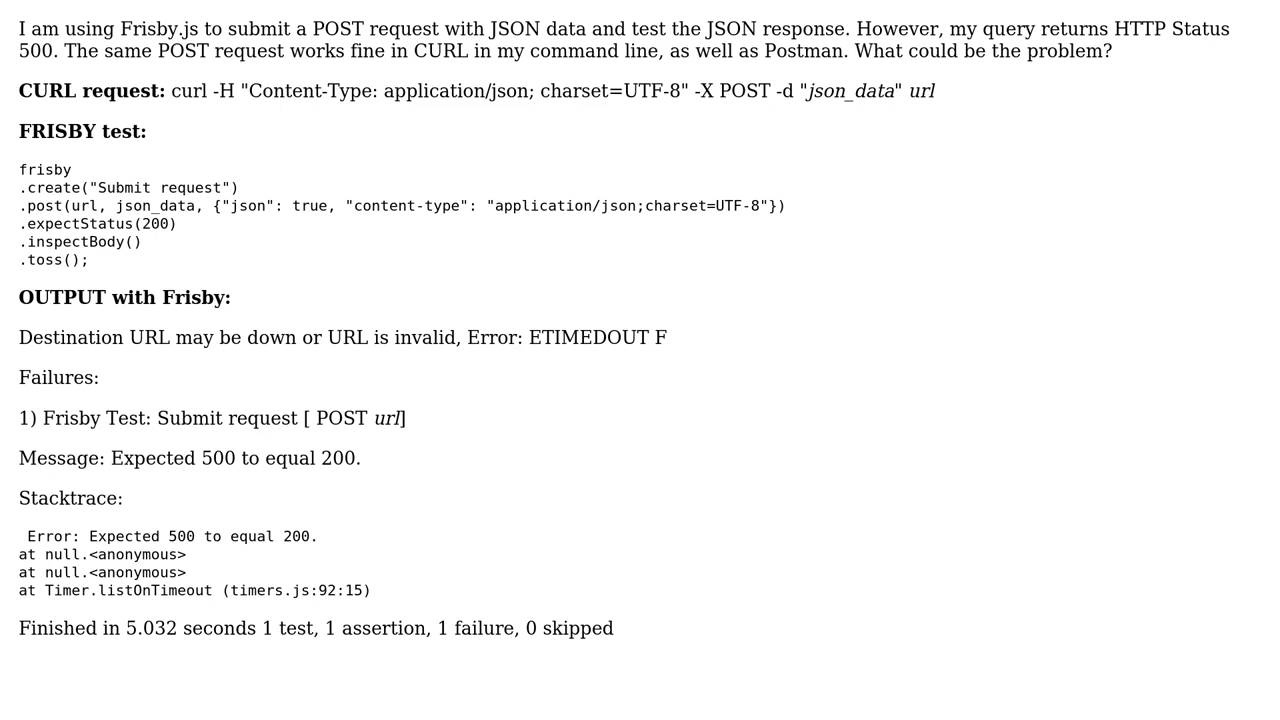 I am using Frisby.js to submit a POST request with JSON data and test the JSON response. However, my query returns HTTP Status
500. The same POST request works fine in CURL in my command line, as well as Postman. What could be the problem?
CURL request: curl -H "Content-Type: application/json; charset=UTF-8" -X POST -d "json_data" url
FRISBY test:
frisby
.create("Submit request")
.post(url, json_data, {"json": true, "content-type": "application/json;charset=UTF-8"})
.expectStatus(200)
.inspectBody()
.toss();
OUTPUT with Frisby:
Destination URL may be down or URL is invalid, Error: ETIMEDOUT F
Failures:
1) Frisby Test: Submit request [ POST url]
Message: Expected 500 to equal 200.
Stacktrace:
Error: Expected 500 to equal 200.
at null.<anonymous>
at null.<anonymous>
at Timer.listOnTimeout (timers.js:92:15)
Finished in 5.032 seconds 1 test, 1 assertion, 1 failure, 0 skipped